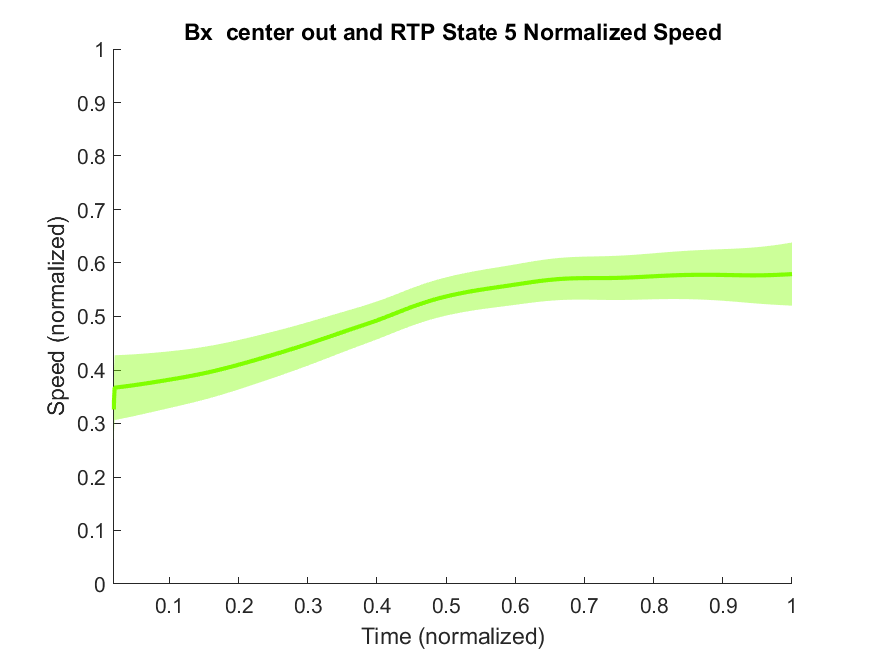 Bx  center out and RTP State 5 Normalized Speed
1
0.9
0.8
0.7
0.6
0.5
0.4
0.3
0.2
0.1
0
Speed (normalized)
0.1 0.2 0.3 0.4 0.5 0.6 0.7 0.8 0.9 1
Time (normalized)